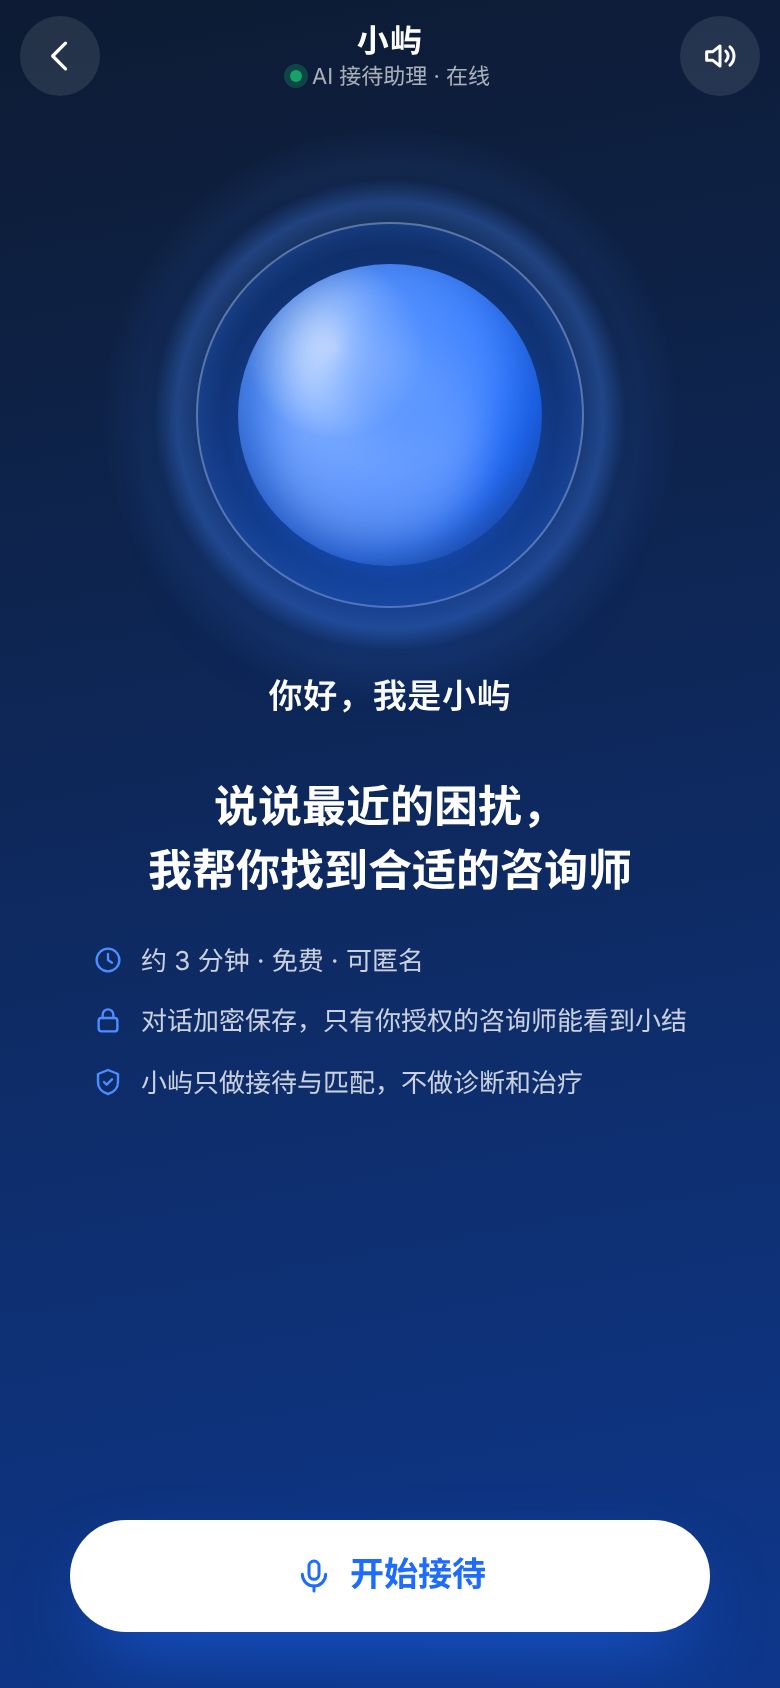 小屿
AI 接待助理 · 在线
你好，我是小屿
说说最近的困扰，
我帮你找到合适的咨询师
约 3 分钟 · 免费 · 可匿名
对话加密保存，只有你授权的咨询师能看到小结
小屿只做接待与匹配，不做诊断和治疗
开始接待